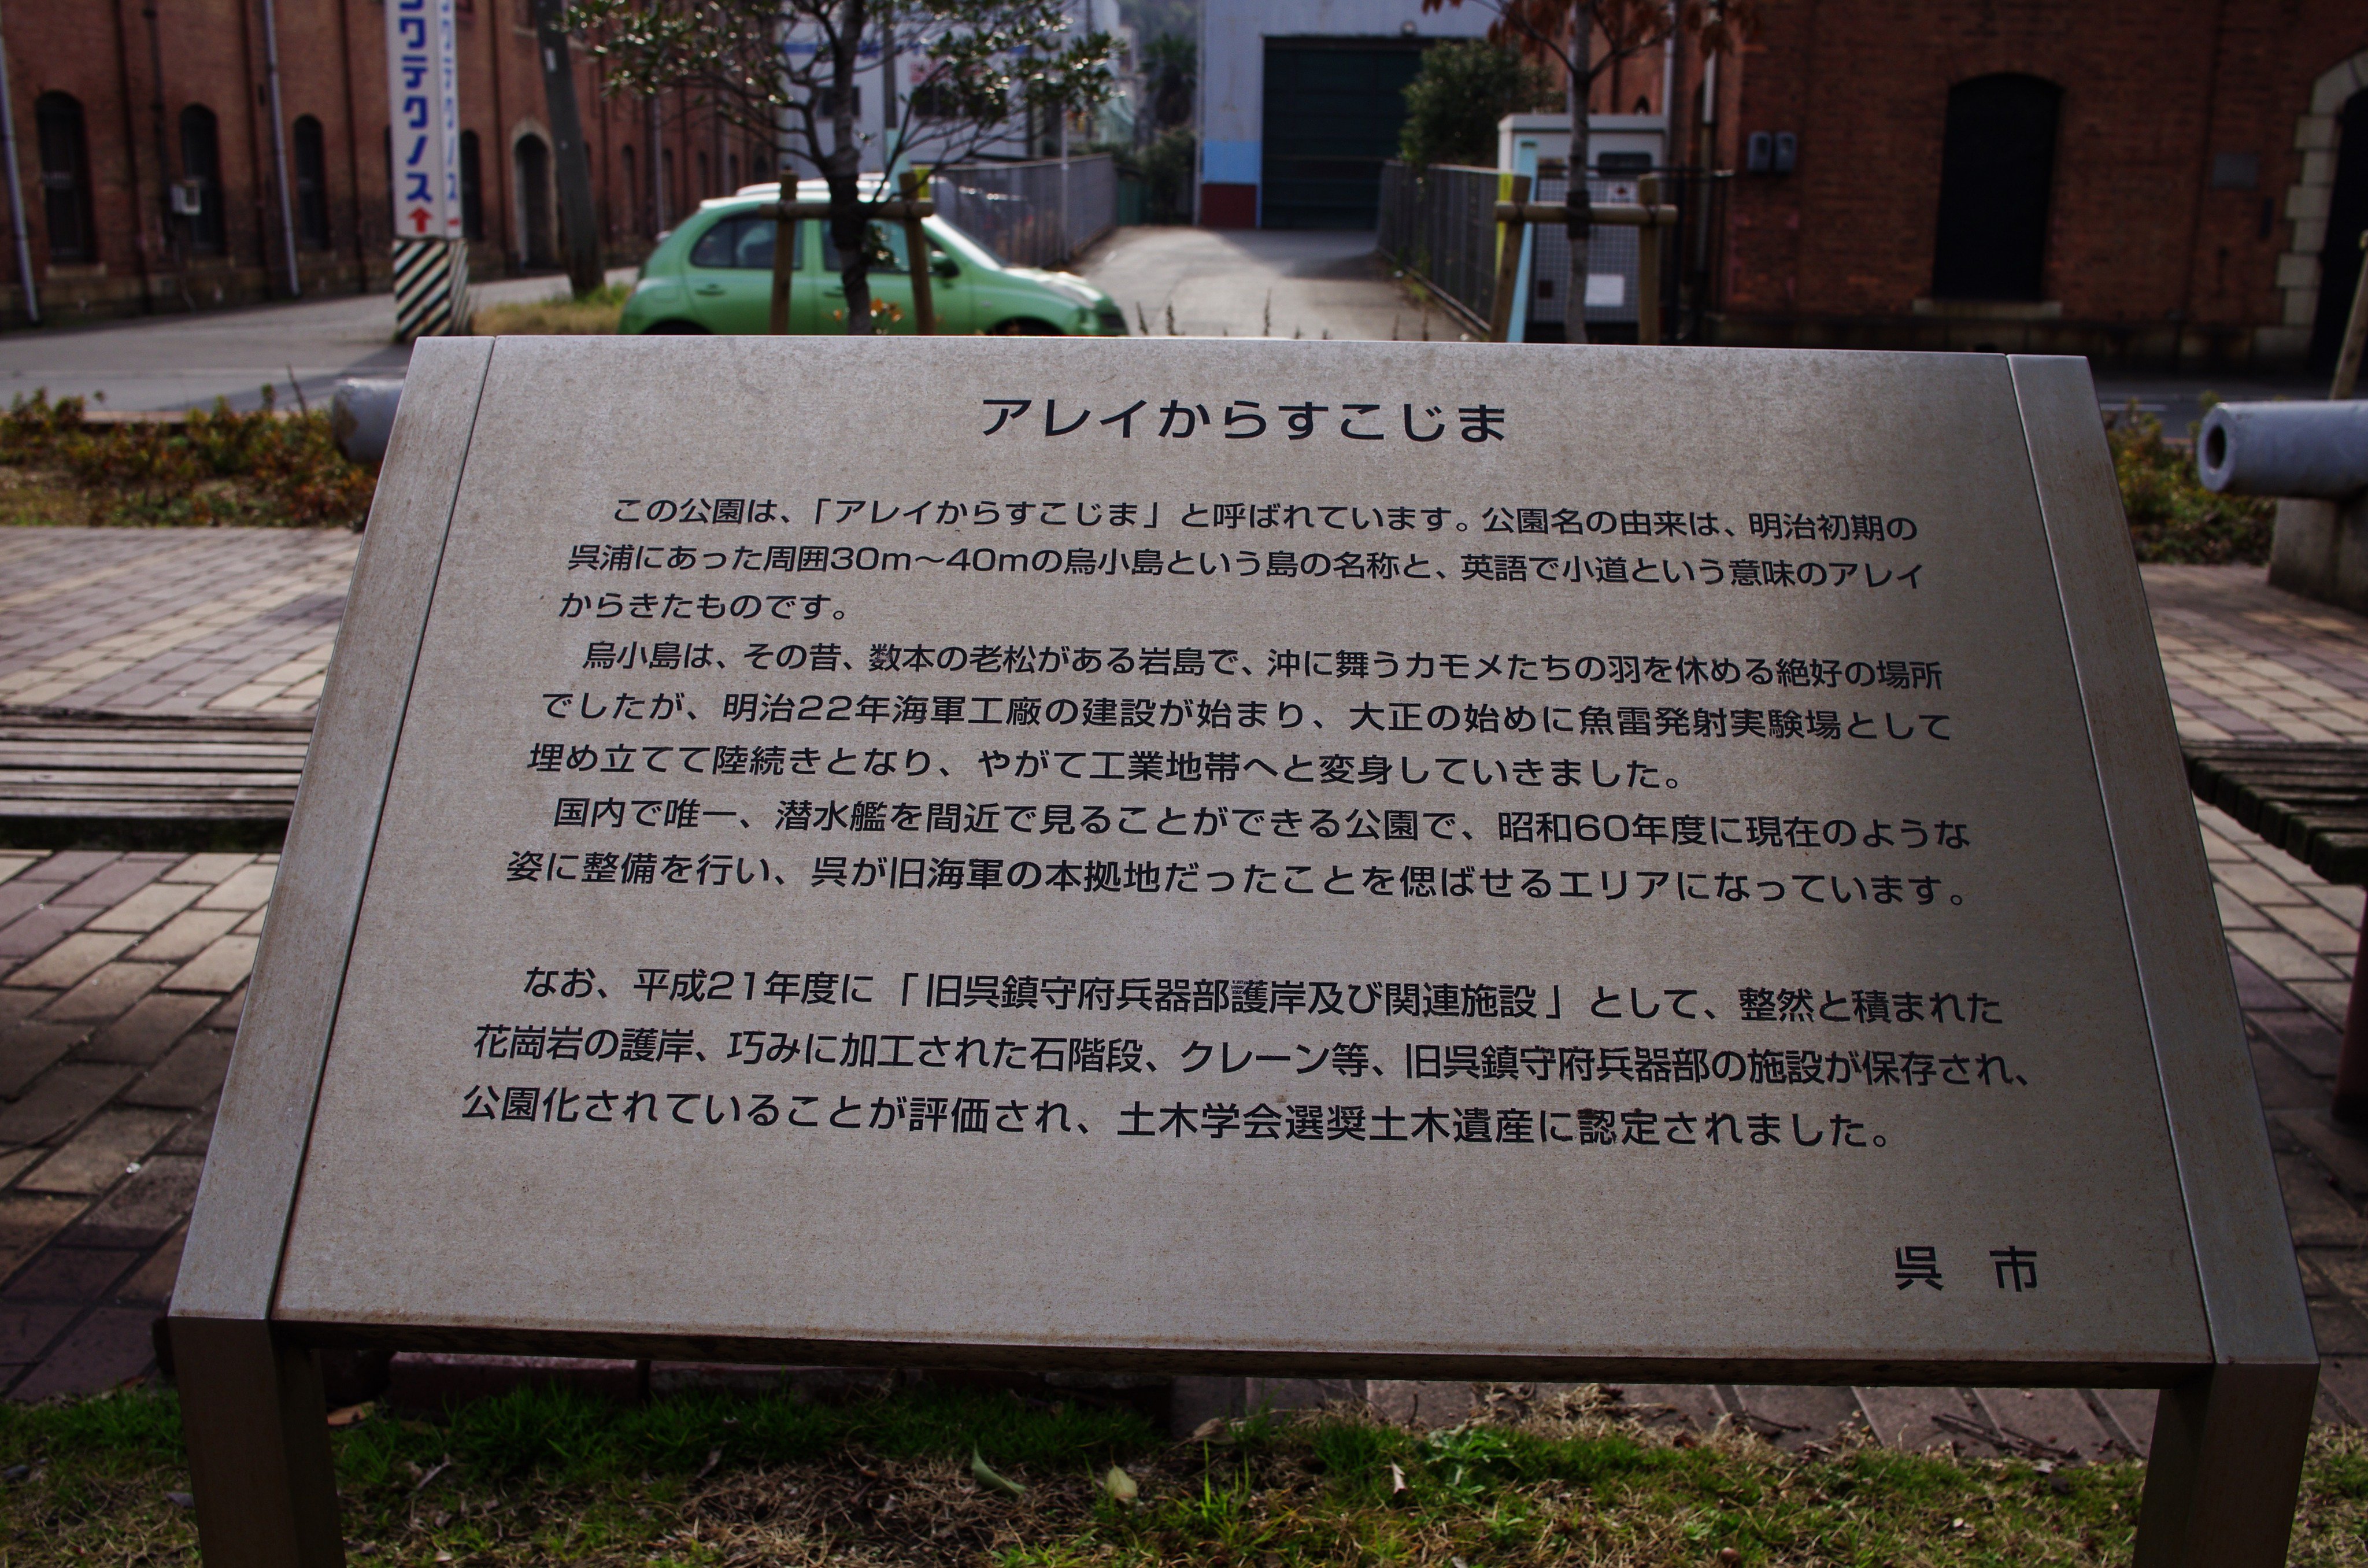 ワテクノス
アレイからすこじま
この公園は、「アレイからすこじま」と呼ばれています。公園名の由来は、明治初期の
呉浦にあった周囲30m〜40mの烏小島という島の名称と、英語で小道という意味のアレイ
からきたものです。
烏小島は、その昔、数本の老松がある岩島で、沖に舞うカモメたちの羽を休める絶好の場所
でしたが、明治22年海軍工廠の建設が始まり、大正の始めに魚雷発射実験場として
埋め立てて陸続きとなり、やがて工業地帯へと変身していきました。
国内で唯一、潜水艦を間近で見ることができる公園で、昭和60年度に現在のような
姿に整備を行い、呉が旧海軍の本拠地だったことを偲ばせるエリアになっています。
なお、平成21年度に「旧呉鎮守府兵器部護岸及び関連施設」として、整然と積まれた
花崗岩の護岸、巧みに加工された石階段、クレーン等、旧呉鎮守府兵器部の施設が保存され、
公園化されていることが評価され、土木学会選奨土木遺産に認定されました。
呉 市